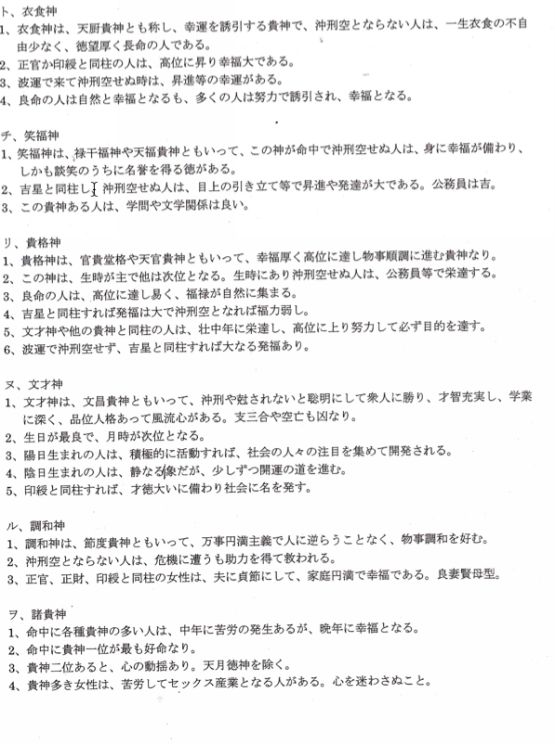 ト、衣食神
1、衣食神は、天厨貴神とも称し、幸運を誘引する貴神で、沖刑空とならない人は、一生衣食の不自
由少なく、徳望厚く長命の人である。
2、正官か印綬と同柱の人は、高位に昇り幸福大である。
3、波運で来て沖刑空せぬ時は、昇進等の幸運がある。
4、良命の人は自然と幸福となるも、多くの人は努力で誘引され、幸福となる。
チ、笑福神
1、笑福神は、禄干福神や天福貴神ともいって、この神が命中で沖刑空せぬ人は、身に幸福が備わり、
しかも談笑のうちに名誉を得る徳がある。
2、吉星と同柱し、沖刑空せぬ人は、目上の引き立て等で昇進や発達が大である。公務員は吉。
3、この貴神ある人は、学問や文学関係は良い。
リ、貴格神
1、貴格神は、官貴堂格や天官貴神ともいって、幸福厚く高位に達し物事順調に進む貴神なり。
2、この神は、生時が主で他は次位となる。生時にあり沖刑空せぬ人は、公務員等で栄達する。
3、良命の人は、高位に達し易く、福禄が自然に集まる。
4、吉星と同柱すれば発福は大で沖刑空となれば福力弱し。
5、文才神や他の貴神と同柱の人は、壮中年に栄達し、高位に上り努力して必ず目的を達す。
6、波運で沖刑空せず、吉星と同柱すれば大なる発福あり。
ヌ、文才神
1、文才神は、文昌貴神ともいって、沖刑や尅されないと聡明にして衆人に勝り、才智充実し、学業
に深く、品位人格あって風流心がある。支三合や空亡も凶なり。
2、生日が最良で、月時が次位となる。
3、陽日生まれの人は、積極的に活動すれば、社会の人々の注目を集めて開発される。
4、陰日生まれの人は、静なる象だが、少しずつ開運の道を進む。
5、印綬と同柱すれば、才徳大いに備わり社会に名を発す。
ル、調和神
1、調和神は、節度貴神ともいって、万事円満主義で人に逆らうことなく、物事調和を好む。
2、沖刑空とならない人は、危機に遭うも助力を得て救われる。
3、正官、正財、印綬と同柱の女性は、夫に貞節にして、家庭円満で幸福である。良妻賢母型。
ヲ、諸貴神
1、命中に各種貴神の多い人は、中年に苦労の発生あるが、晩年に幸福となる。
2、命中に貴神一位が最も好命なり。
3、貴神二位あると、心の動揺あり。天月徳神を除く。
4、貴神多き女性は、苦労してセックス産業となる人がある。心を迷わさぬこと。